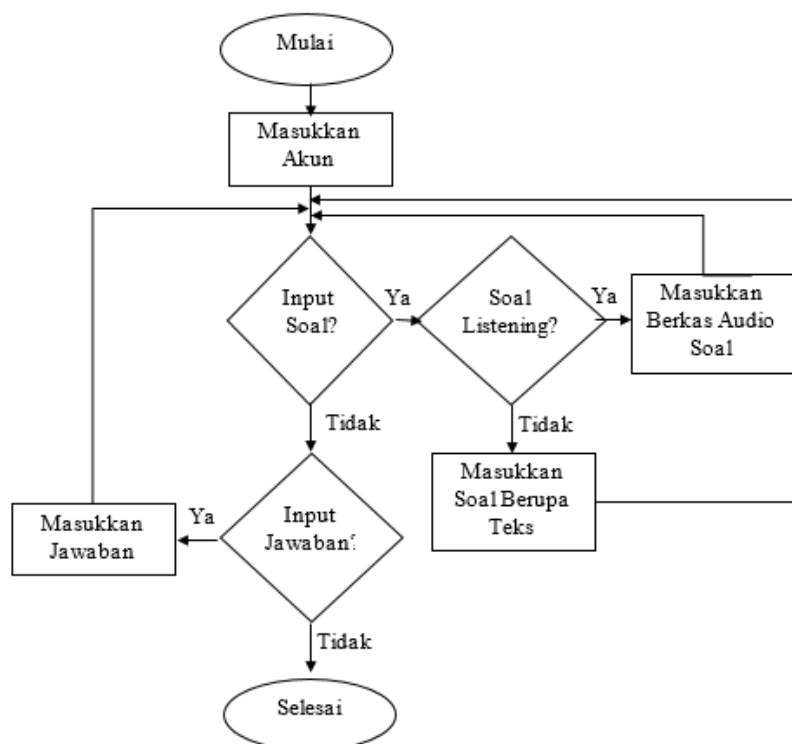 Mulai
Masukkan
Akun
Input
Soal?
Ya
Soal
Listening?
Ya
Masukkan
Berkas Audio
Soal
Tidak
Tidak
Masukkan
Soal Berupa
Teks
Masukkan
Jawaban
Ya
Input
Jawaban?
Tidak
Selesai